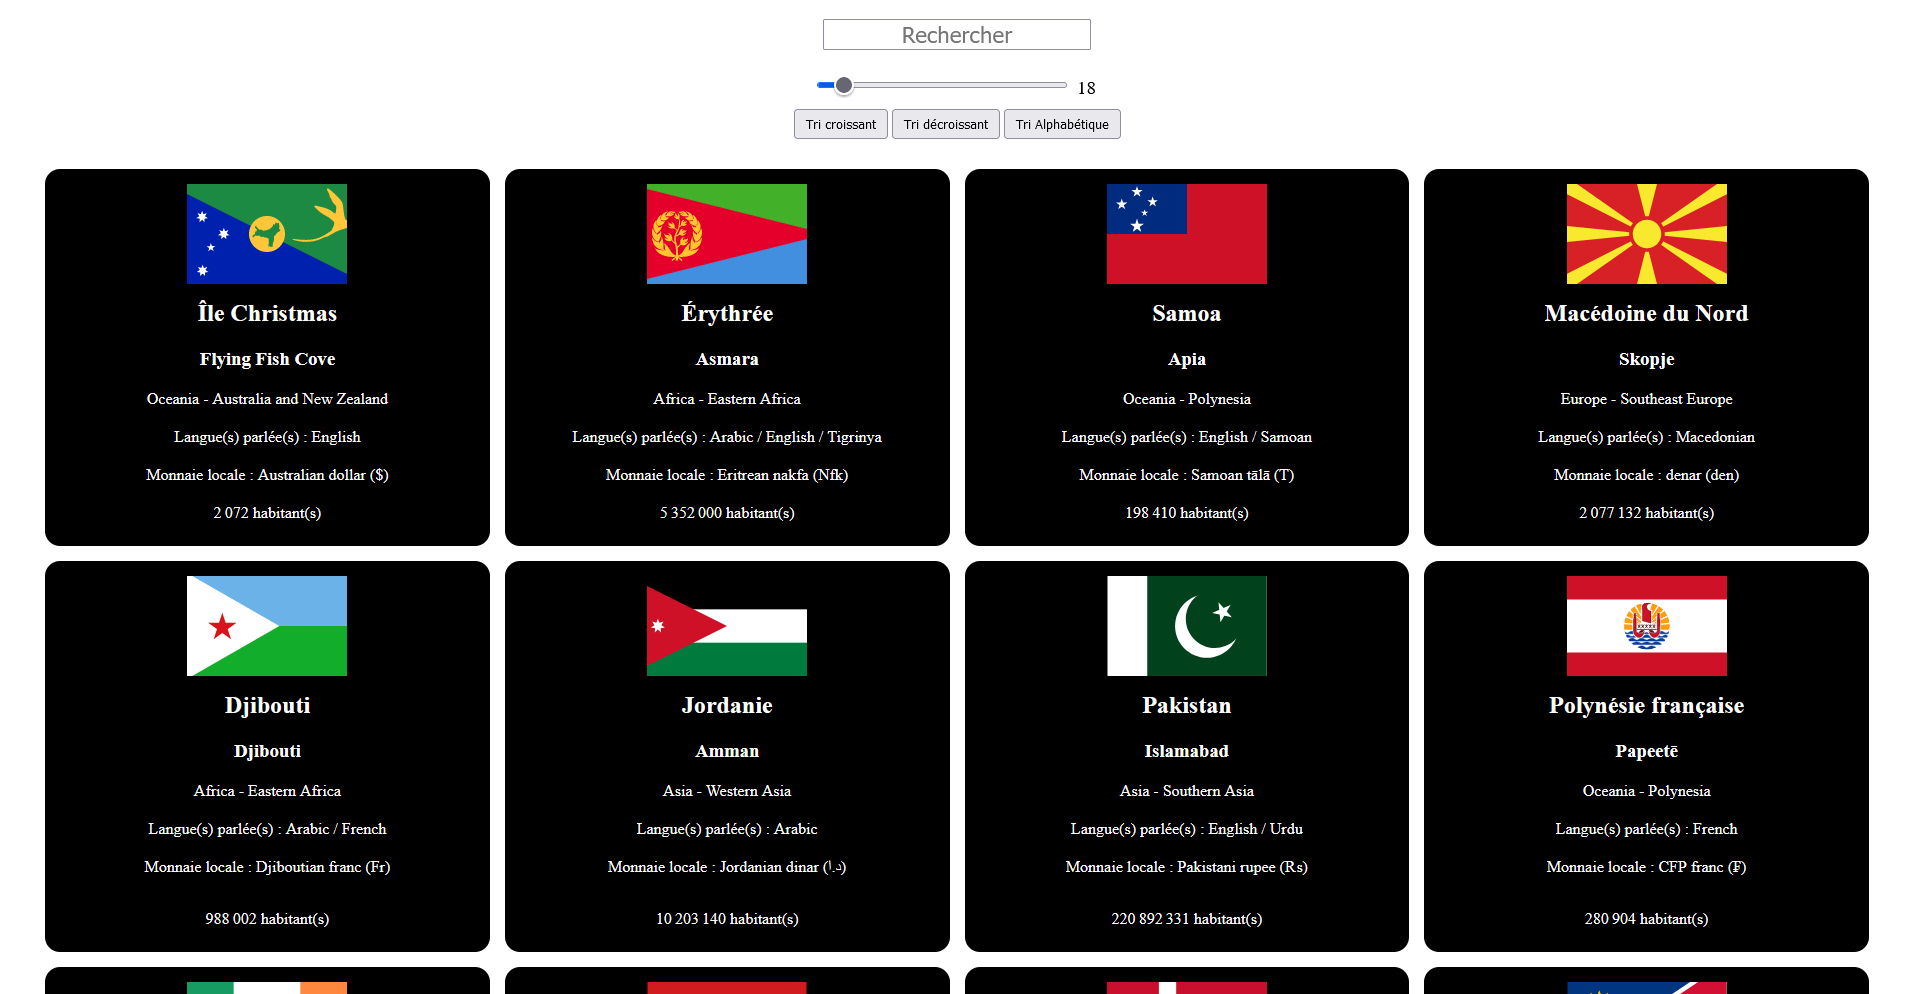 Rechercher
18
Tri croissant Tri décroissant Tri Alphabétique
Île Christmas
Flying Fish Cove
Oceania - Australia and New Zealand
Langue(s) parlée(s) : English
Monnaie locale : Australian dollar ($)
2 072 habitant(s)
Érythrée
Asmara
Africa - Eastern Africa
Langue(s) parlée(s) : Arabic / English / Tigrinya
Monnaie locale : Eritrean nakfa (Nfk)
5 352 000 habitant(s)
Samoa
Apia
Oceania - Polynesia
Langue(s) parlée(s) : English / Samoan
Monnaie locale : Samoan tālā (T)
198 410 habitant(s)
Macédoine du Nord
Skopje
Europe - Southeast Europe
Langue(s) parlée(s) : Macedonian
Monnaie locale : denar (den)
2 077 132 habitant(s)
Djibouti
Djibouti
Africa - Eastern Africa
Langue(s) parlée(s) : Arabic / French
Monnaie locale : Djiboutian franc (Fr)
988 002 habitant(s)
Jordanie
Amman
Asia - Western Asia
Langue(s) parlée(s) : Arabic
Monnaie locale : Jordanian dinar (د.ا)
10 203 140 habitant(s)
Pakistan
Islamabad
Asia - Southern Asia
Langue(s) parlée(s) : English / Urdu
Monnaie locale : Pakistani rupee (₨)
220 892 331 habitant(s)
Polynésie française
Papeetē
Oceania - Polynesia
Langue(s) parlée(s) : French
Monnaie locale : CFP franc (₣)
280 904 habitant(s)